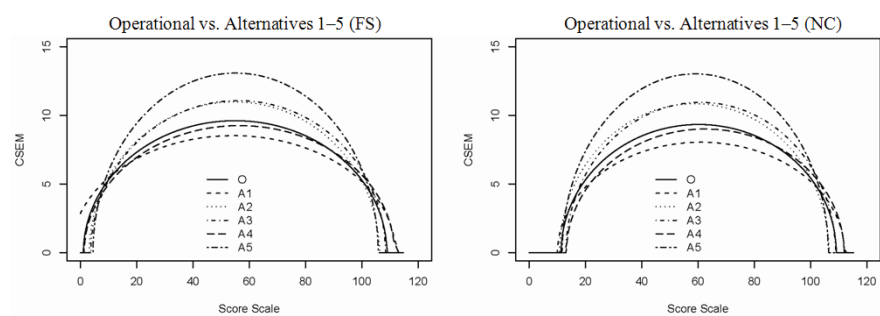 Operational vs. Alternatives 1–5 (FS)
15
10
5
0
CSEM
O
A1
A2
A3
A4
A5
0 20 40 60 80 100 120
Score Scale
Operational vs. Alternatives 1–5 (NC)
15
10
5
0
CSEM
O
A1
A2
A3
A4
A5
0 20 40 60 80 100 120
Score Scale